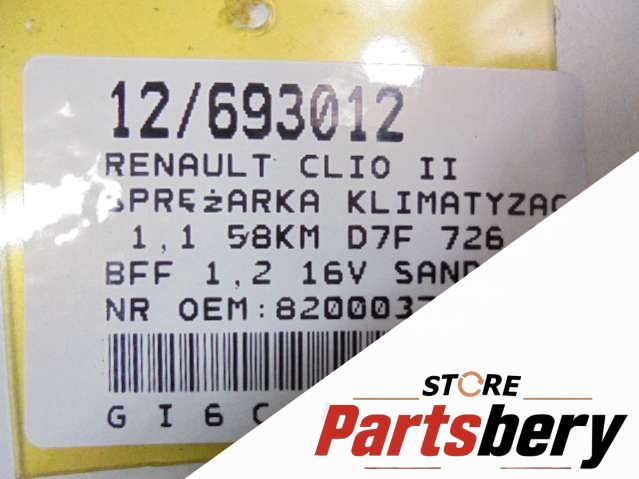 12/693012
RENAULT CLIO II
SPRĘŻARKA KLIMATYZAC
1,1 58KM D7F 726
BFF 1,2 16V SANDEN
NR OEM:820003
G I 6 C
STORE
Partsbery